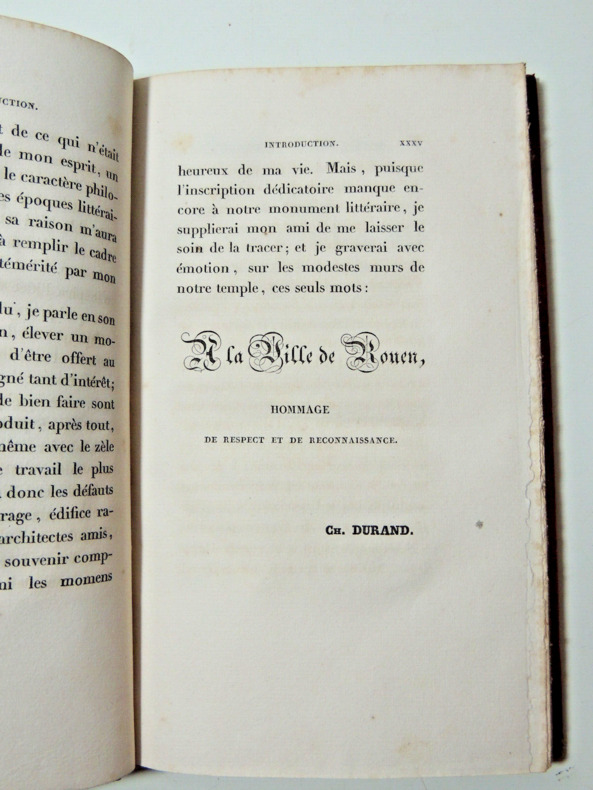 UCTION.
t de ce qui n'était
de mon esprit, un
le caractère philo-
es époques littérai-
sa raison m'aura
à remplir le cadre
témérité par mon
du, je parle en son
n, élever un mo-
d'être offert au
gné tant d'intérêt;
de bien faire sont
oduit, après tout,
même avec le zèle
e travail le plus
donc les défauts
rage, édifice ra-
architectes amis,
souvenir comp-
mi les momens
INTRODUCTION. XXXV
heureux de ma vie. Mais, puisque
l'inscription dédicatoire manque en-
core à notre monument littéraire, je
supplierai mon ami de me laisser le
soin de la tracer; et je graverai avec
émotion, sur les modestes murs de
notre temple, ces seuls mots:
A la Ville de Rouen,
HOMMAGE
DE RESPECT ET DE RECONNAISSANCE.
CH. DURAND.